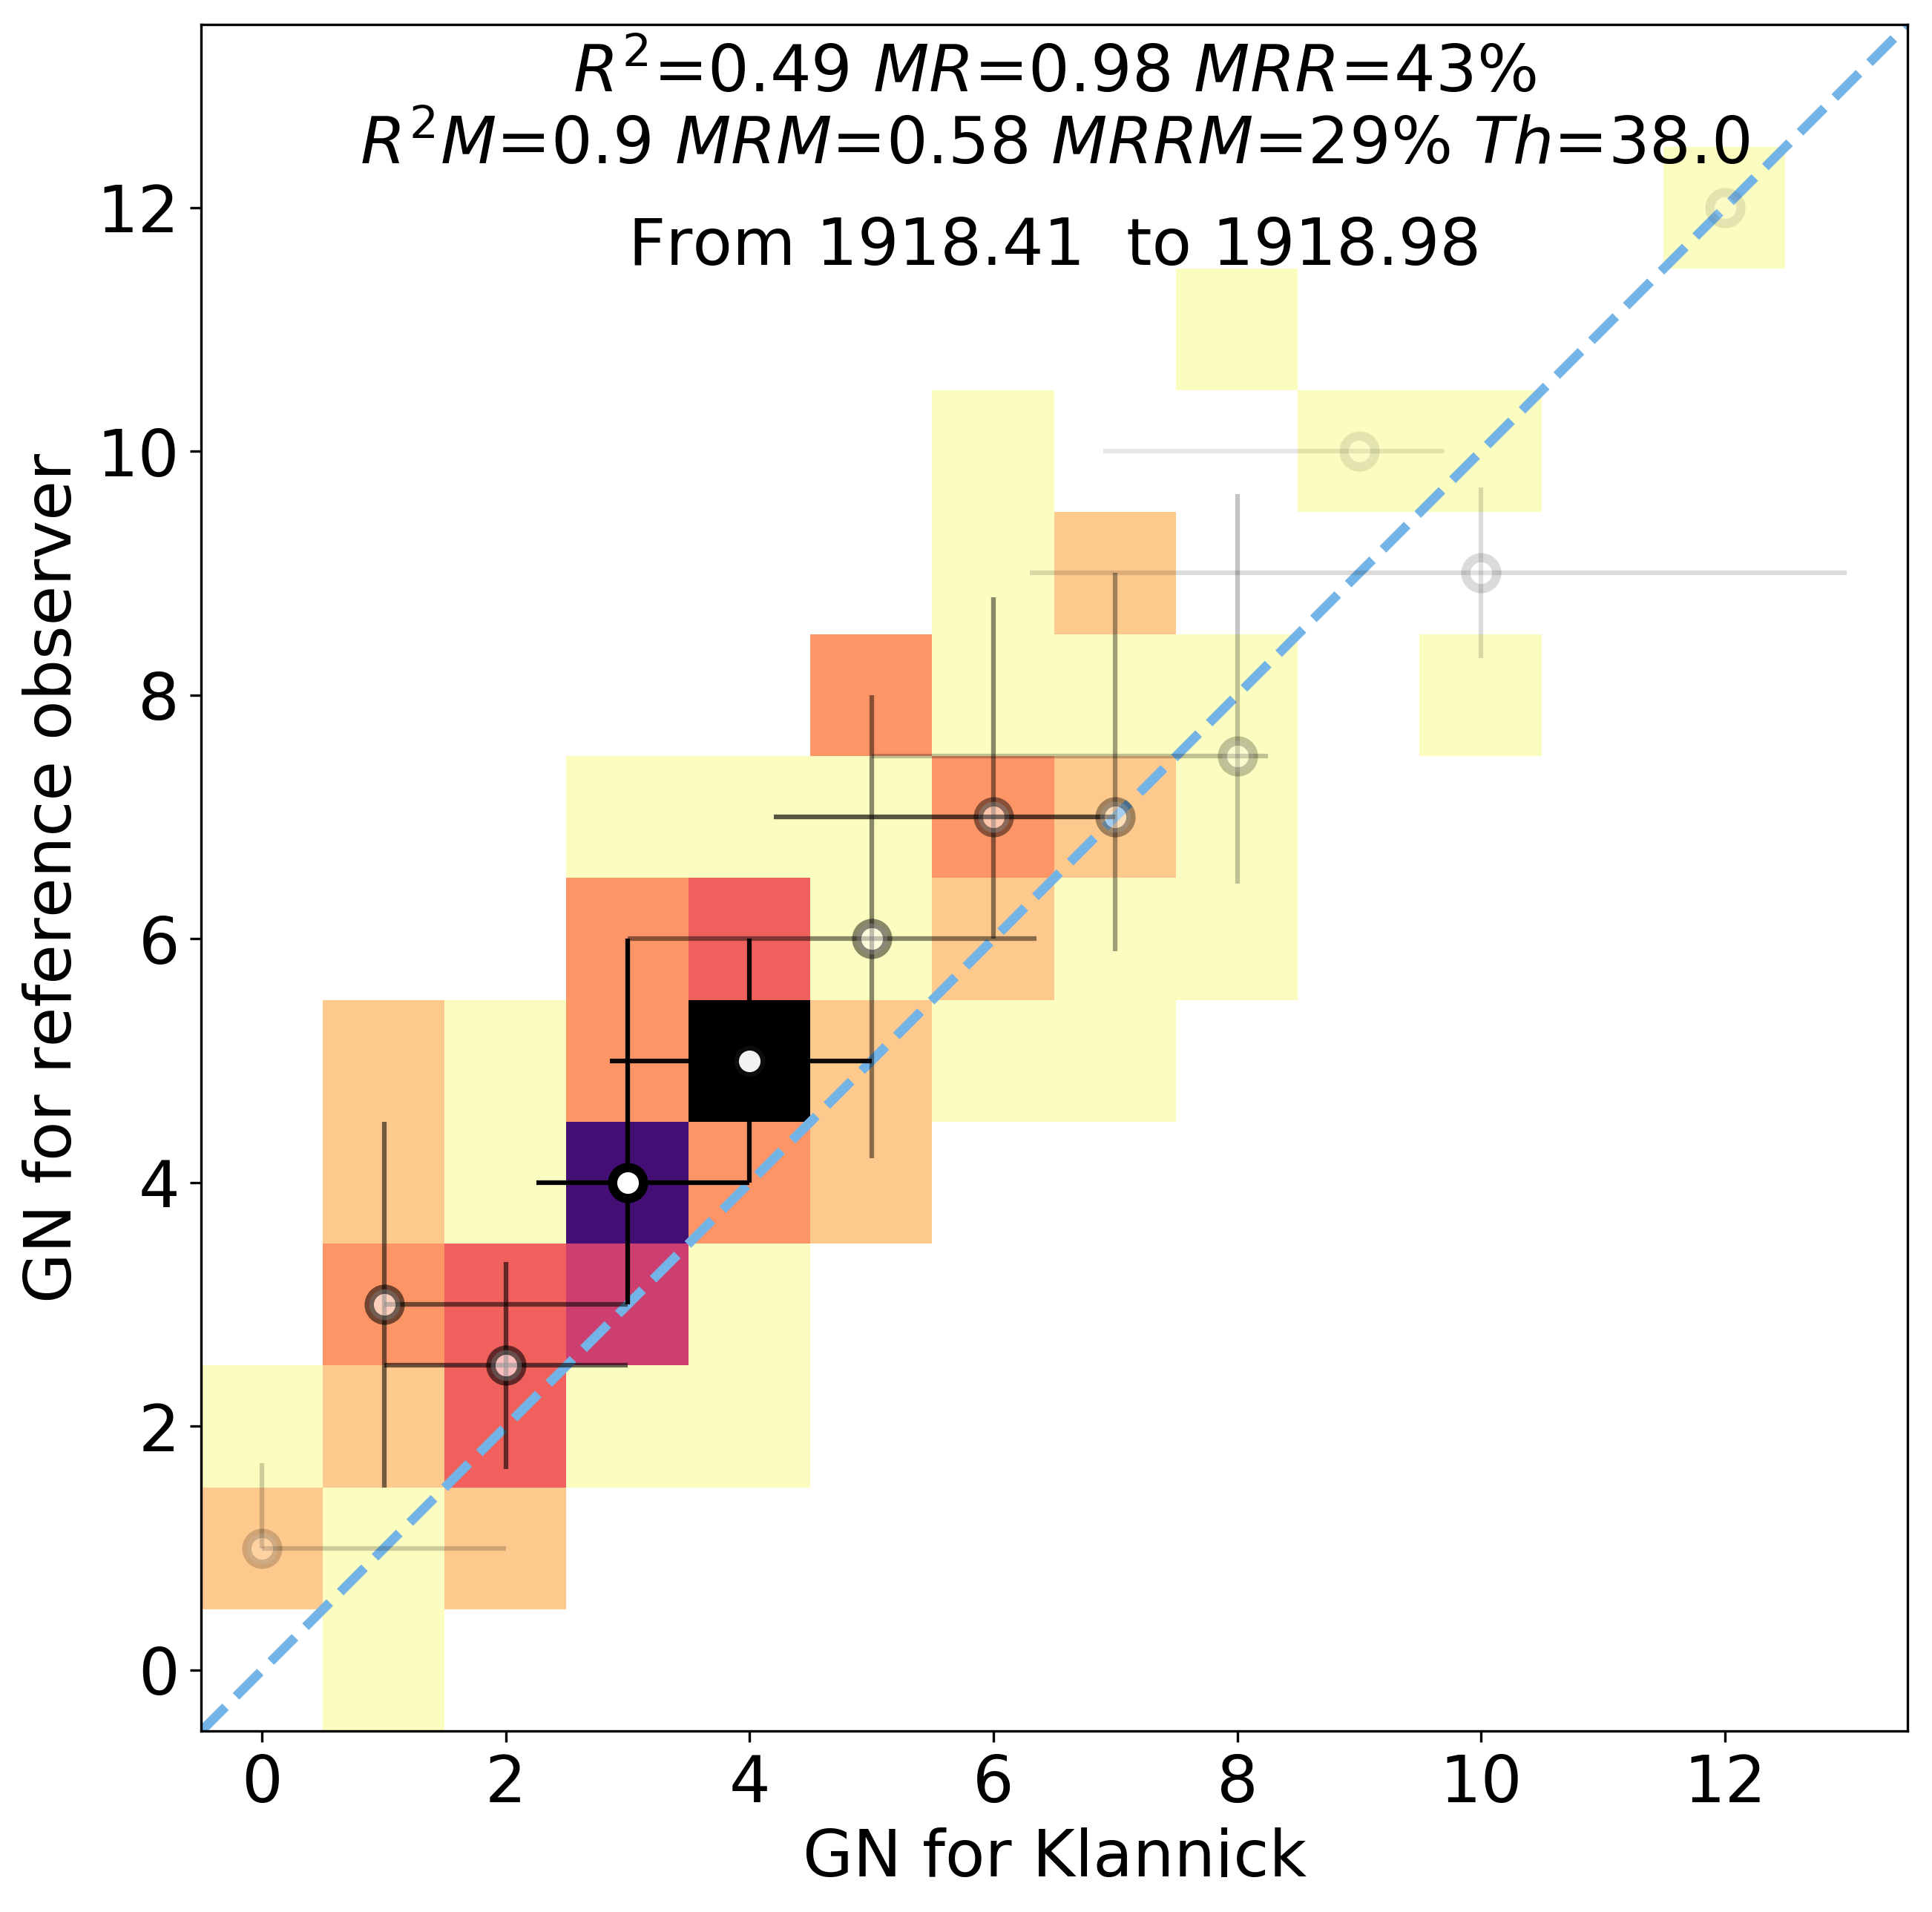 R²=0.49 MR=0.98 MRR=43%
R²M=0.9 MRM=0.58 MRRM=29% Th=38.0
From 1918.41 to 1918.98
GN for reference observer
12
10
8
6
4
2
0
0 2 4 6 8 10 12
GN for Klannick